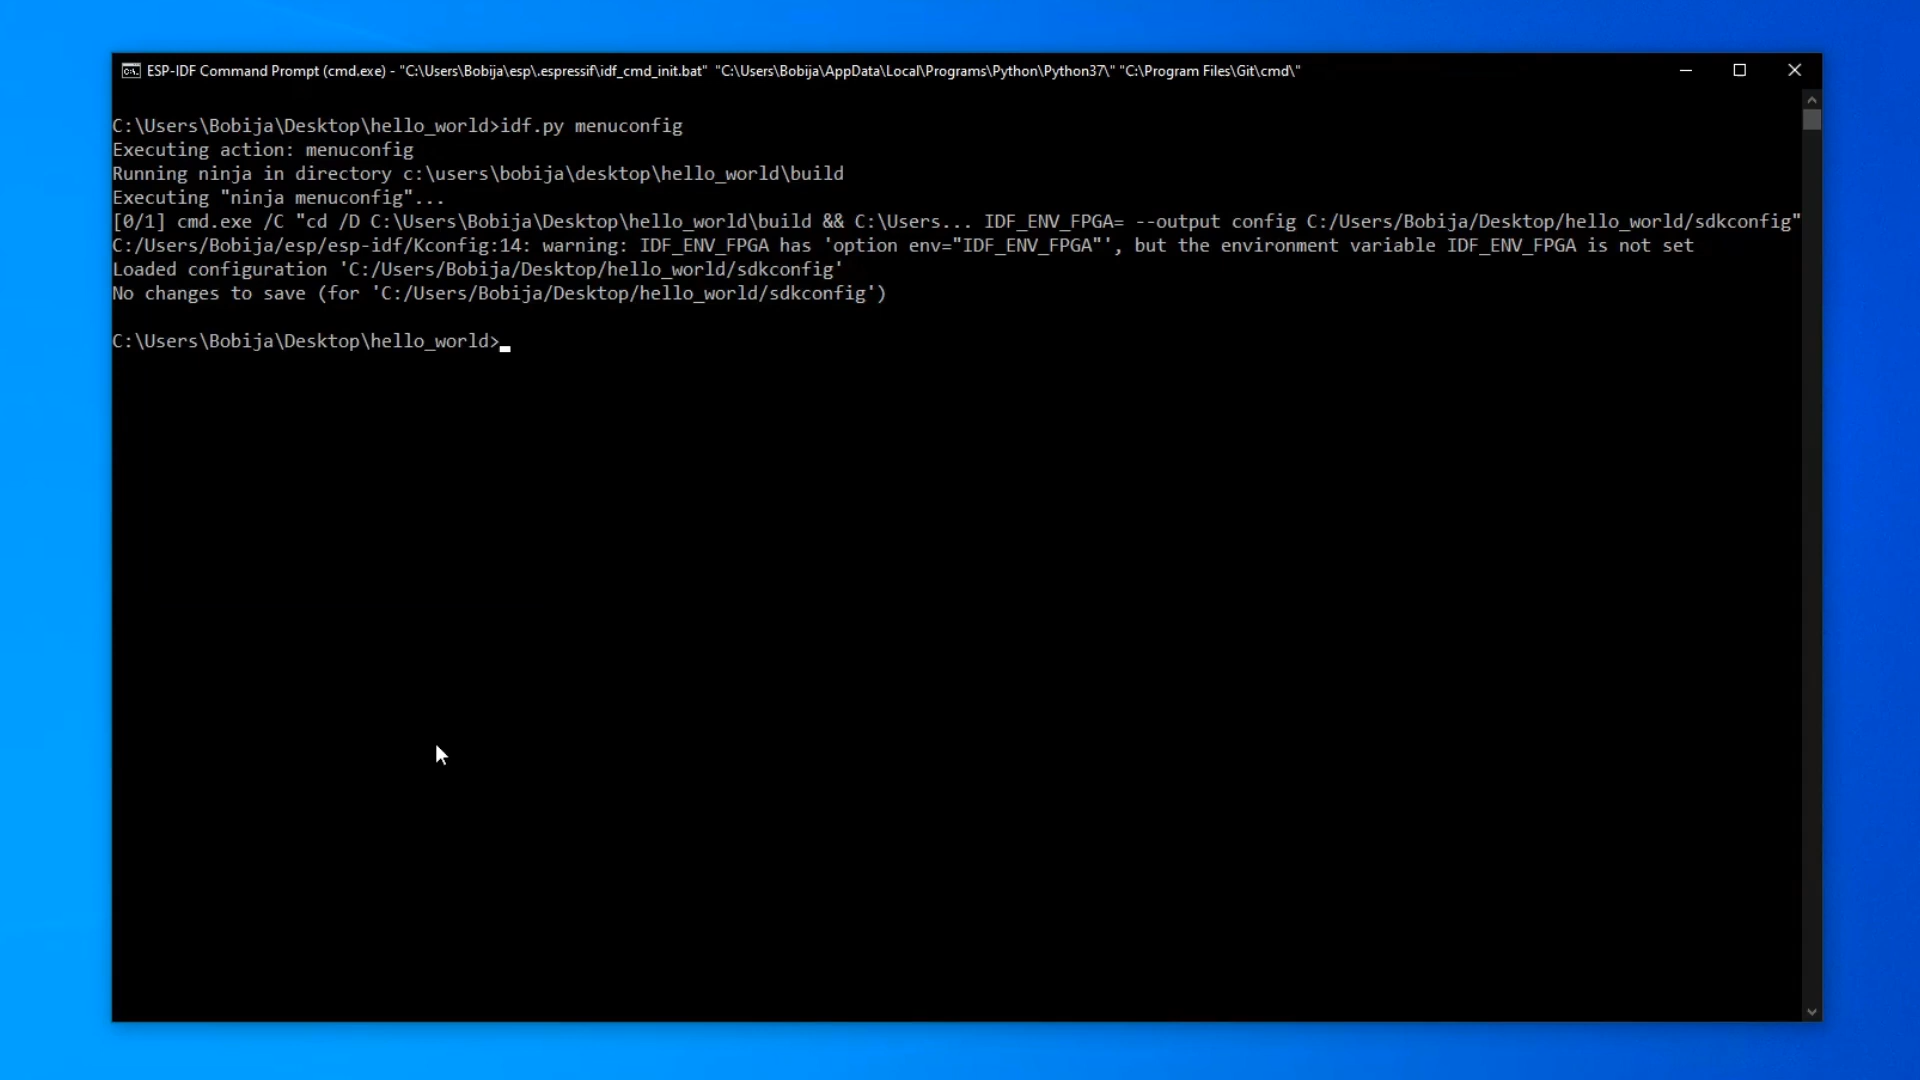 ESP-IDF Command Prompt (cmd.exe) - "C:\Users\Bobija\esp\.espressif\idf_cmd_init.bat"  "C:\Users\Bobija\AppData\Local\Programs\Python\Python37\" "C:\Program Files\Git\cmd\"
C:\Users\Bobija\Desktop\hello_world>idf.py menuconfig
Executing action: menuconfig
Running ninja in directory c:\users\bobija\desktop\hello_world\build
Executing "ninja menuconfig"...
[0/1] cmd.exe /C "cd /D C:\Users\Bobija\Desktop\hello_world\build && C:\Users... IDF_ENV_FPGA= --output config C:/Users/Bobija/Desktop/hello_world/sdkconfig"
C:/Users/Bobija/esp/esp-idf/Kconfig:14: warning: IDF_ENV_FPGA has 'option env="IDF_ENV_FPGA"', but the environment variable IDF_ENV_FPGA is not set
Loaded configuration 'C:/Users/Bobija/Desktop/hello_world/sdkconfig'
No changes to save (for 'C:/Users/Bobija/Desktop/hello_world/sdkconfig')
C:\Users\Bobija\Desktop\hello_world>